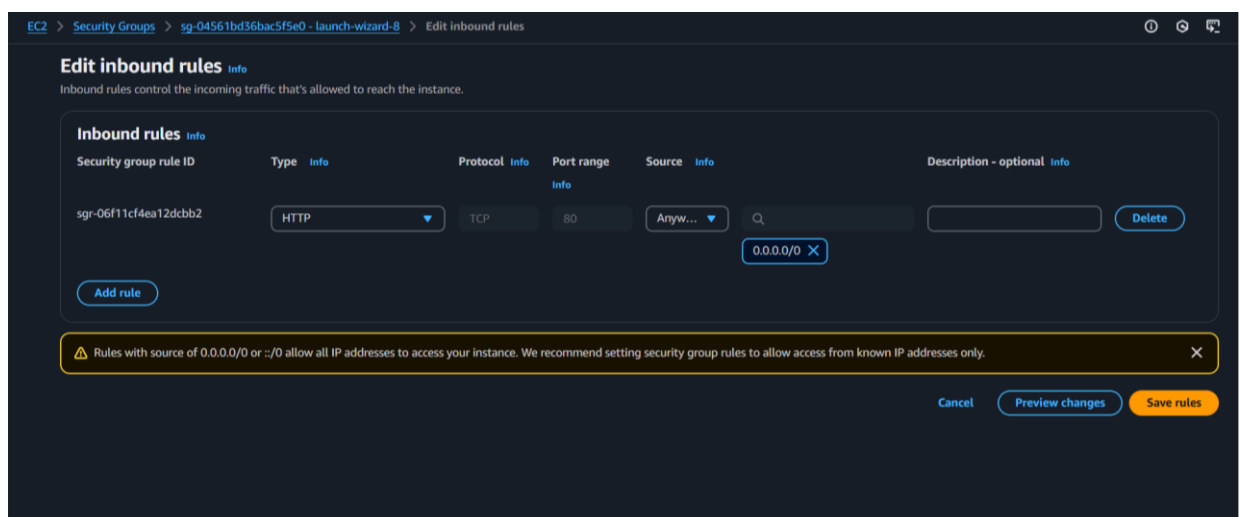 EC2 > Security Groups > sg-04561bd36bac5f5e0 - launch-wizard-8 > Edit inbound rules
Edit inbound rules Info
Inbound rules control the incoming traffic that's allowed to reach the instance.
Inbound rules Info
Security group rule ID Type Info Protocol Info Port range Info Source Info Description - optional Info
sgr-06f11cf4ea12dcbb2 HTTP TCP 80 Anyw... Delete
0.0.0.0/0
Add rule
Rules with source of 0.0.0.0/0 or ::/0 allow all IP addresses to access your instance. We recommend setting security group rules to allow access from known IP addresses only.
Cancel Preview changes Save rules